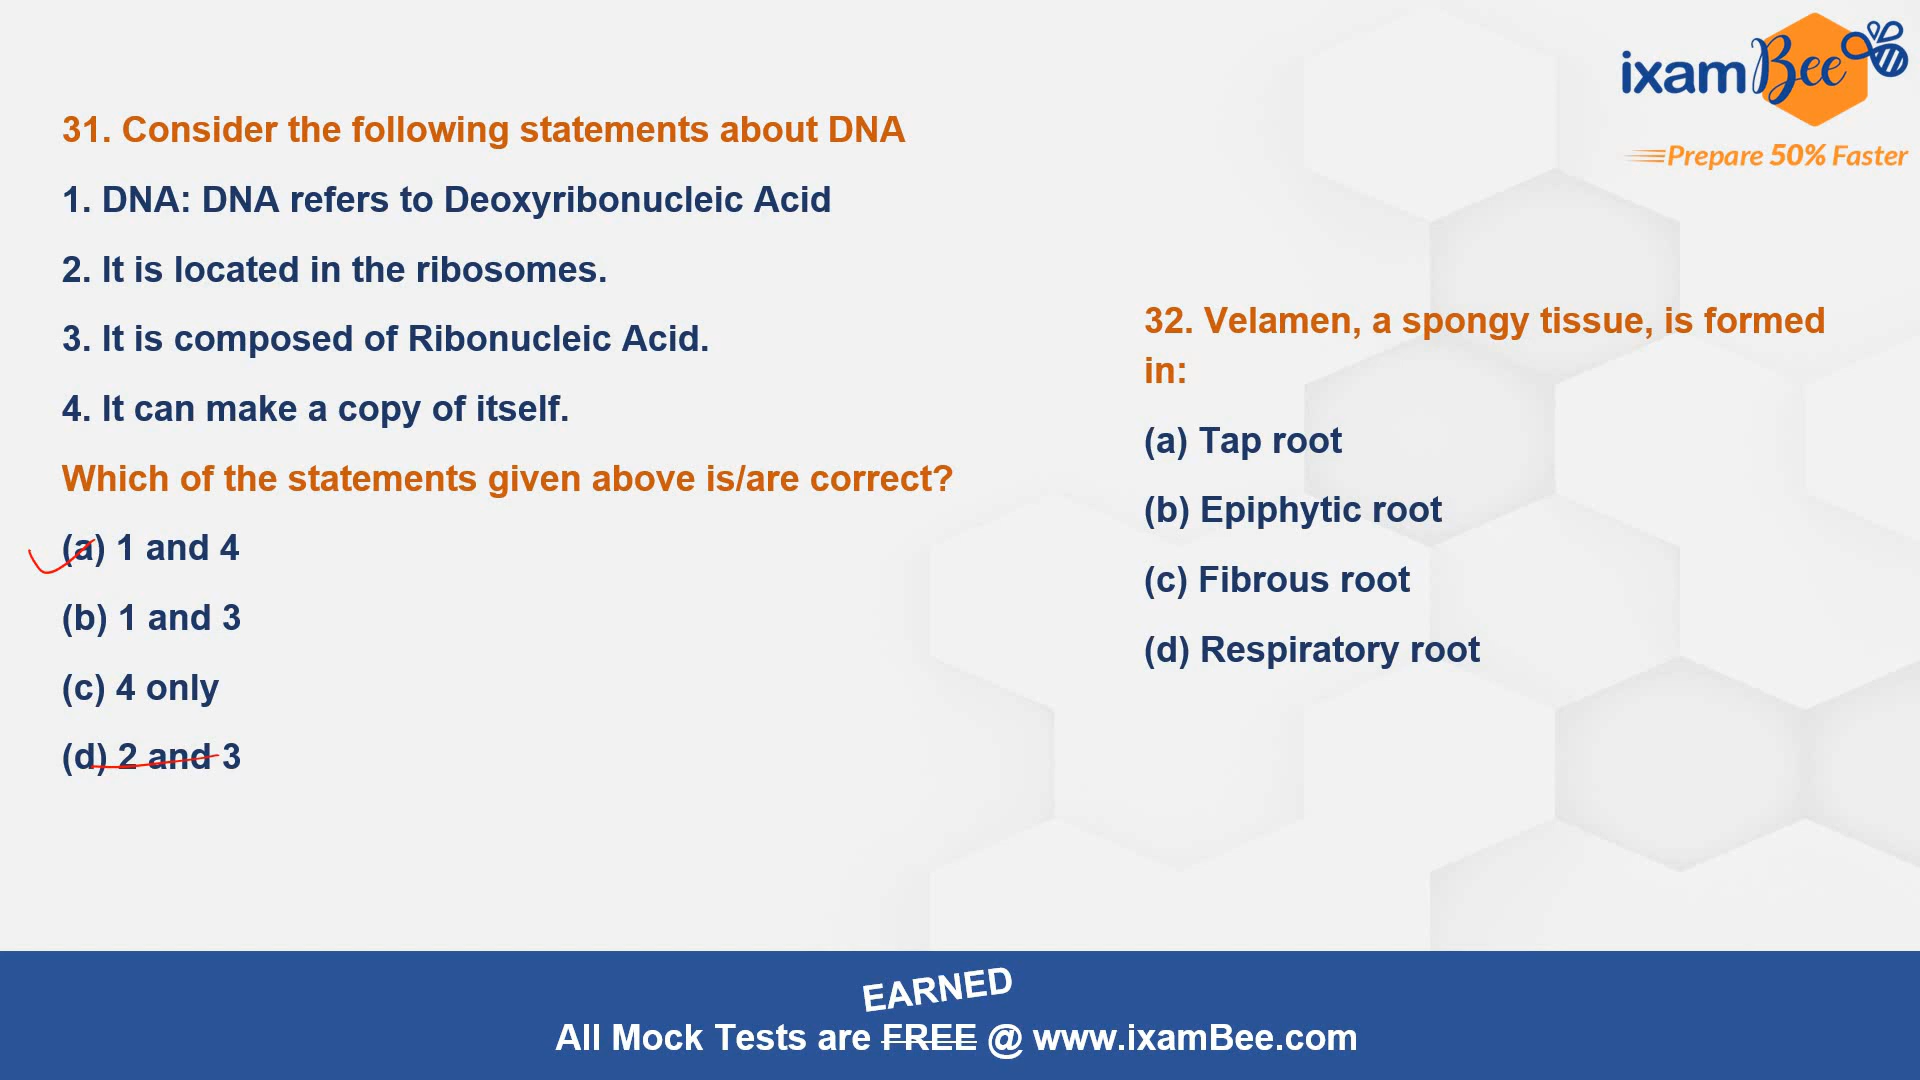 ixamBee
Prepare 50% Faster
31. Consider the following statements about DNA
1. DNA: DNA refers to Deoxyribonucleic Acid
2. It is located in the ribosomes.
3. It is composed of Ribonucleic Acid.
4. It can make a copy of itself.
Which of the statements given above is/are correct?
(a) 1 and 4
(b) 1 and 3
(c) 4 only
(d) 2 and 3
32. Velamen, a spongy tissue, is formed
in:
(a) Tap root
(b) Epiphytic root
(c) Fibrous root
(d) Respiratory root
EARNED
All Mock Tests are FREE @ www.ixamBee.com